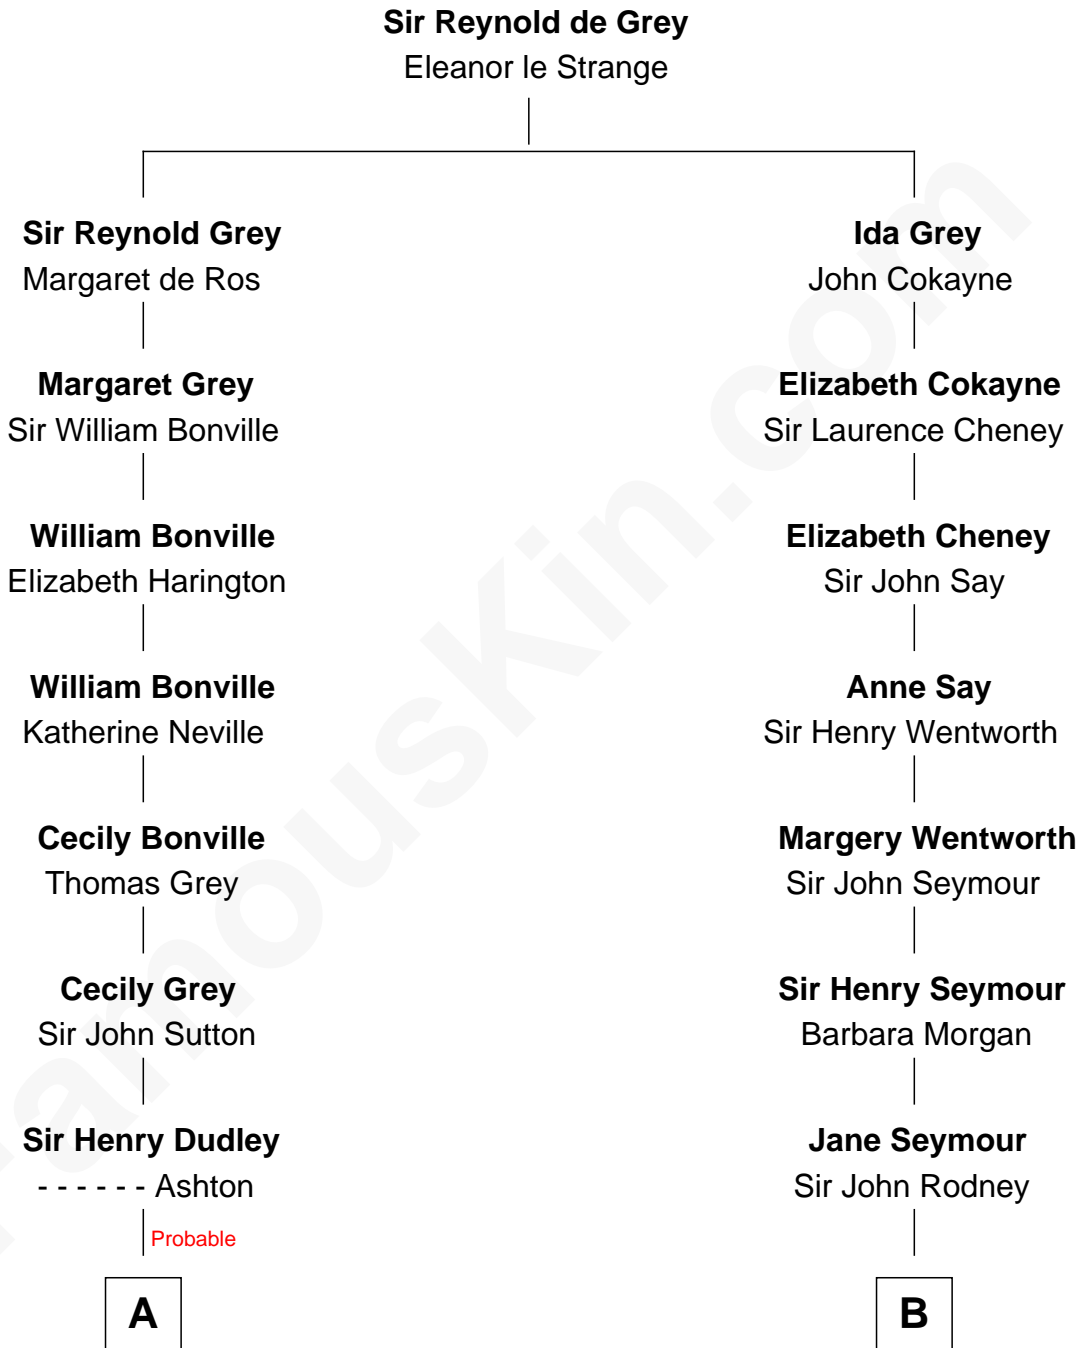 Sir Reynold de Grey
Eleanor le Strange
Sir Reynold Grey
Margaret de Ros
Ida Grey
John Cokayne
Margaret Grey
Sir William Bonville
Elizabeth Cokayne
Sir Laurence Cheney
William Bonville
Elizabeth Harington
Elizabeth Cheney
Sir John Say
William Bonville
Katherine Neville
Anne Say
Sir Henry Wentworth
Cecily Bonville
Thomas Grey
Margery Wentworth
Sir John Seymour
Cecily Grey
Sir John Sutton
Sir Henry Seymour
Barbara Morgan
Sir Henry Dudley
- - - - - - Ashton
Probable
Jane Seymour
Sir John Rodney
A
B
FamousKin.com